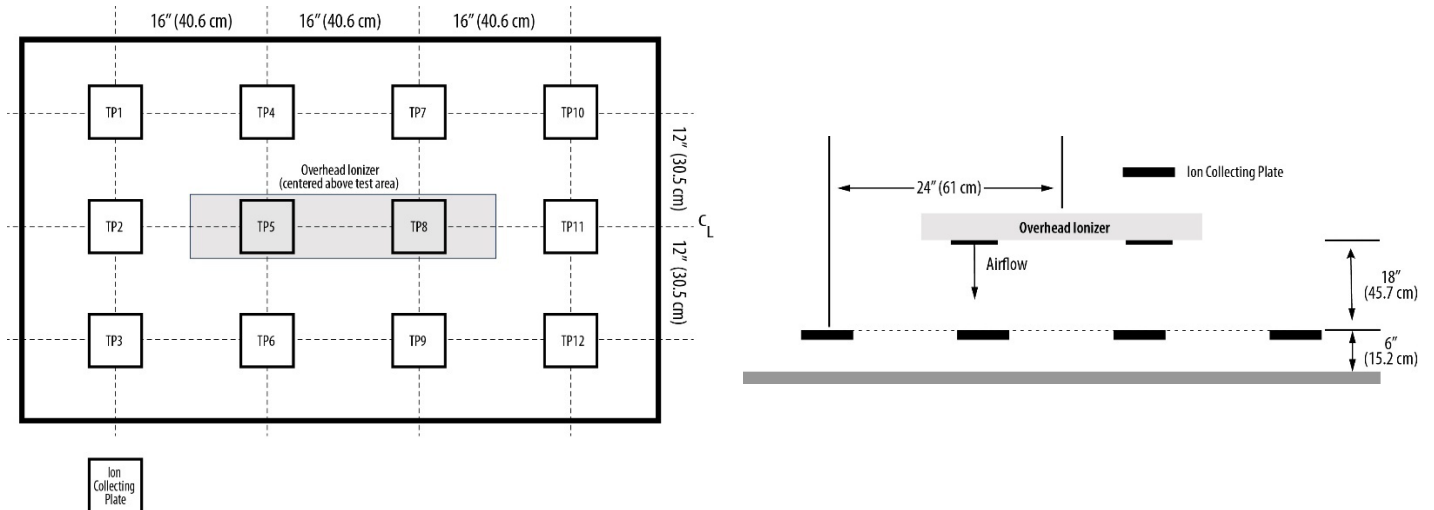 16” (40.6 cm)
16” (40.6 cm)
16” (40.6 cm)
TP1
TP4
TP7
TP10
12” (30.5 cm)
Overhead Ionizer
(centered above test area)
TP2
TP5
TP8
TP11
CL
12” (30.5 cm)
TP3
TP6
TP9
TP12
Ion
Collecting
Plate
Ion Collecting Plate
24” (61 cm)
Overhead Ionizer
Airflow
18”
(45.7 cm)
6”
(15.2 cm)